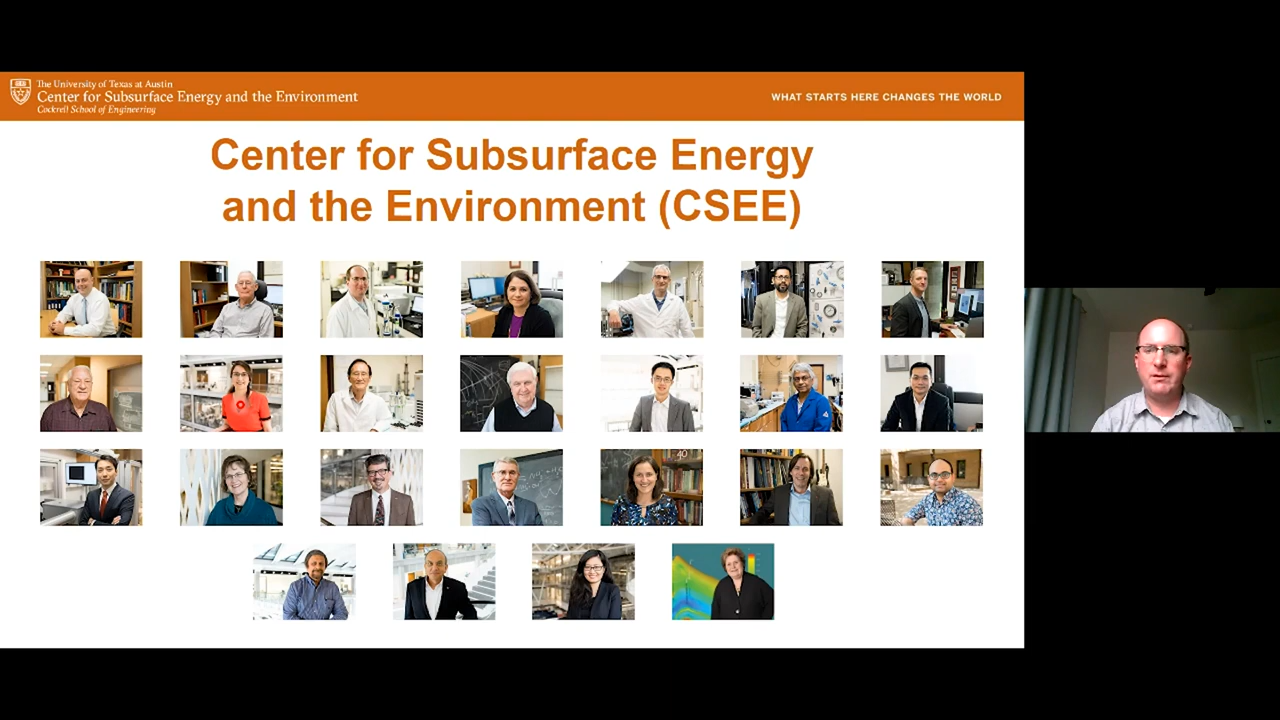 The University of Texas at Austin
Center for Subsurface Energy and the Environment
Cockrell School of Engineering
WHAT STARTS HERE CHANGES THE WORLD
Center for Subsurface Energy
and the Environment (CSEE)
40